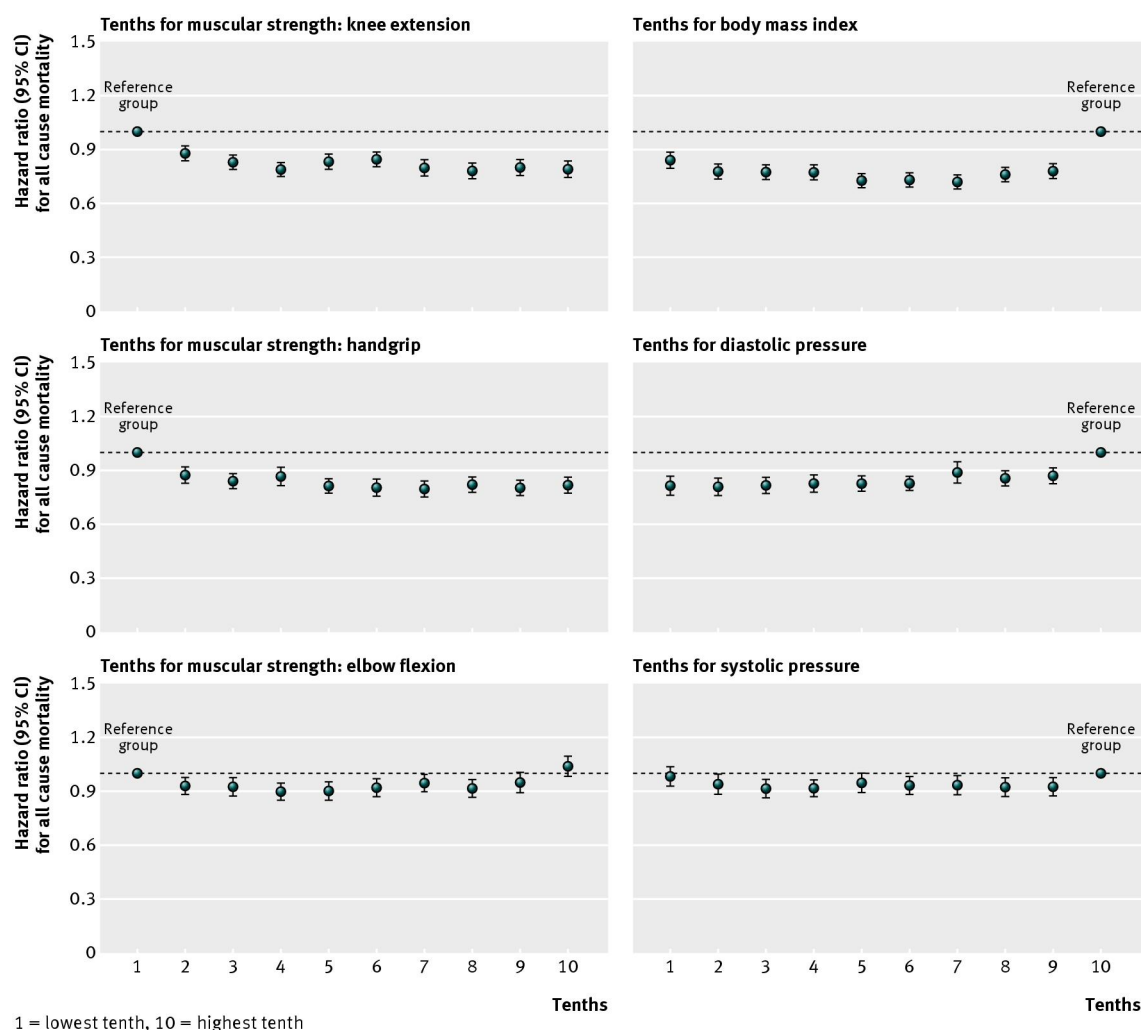 Tenths for muscular strength: knee extension
Hazard ratio (95% CI)
for all cause mortality
1.5
1.2
0.9
0.6
0.3
0
Reference
group
Tenths for body mass index
Reference
group
Tenths for muscular strength: handgrip
Hazard ratio (95% CI)
for all cause mortality
1.5
1.2
0.9
0.6
0.3
0
Reference
group
Tenths for diastolic pressure
Reference
group
Tenths for muscular strength: elbow flexion
Hazard ratio (95% CI)
for all cause mortality
1.5
1.2
0.9
0.6
0.3
0
Reference
group
1 2 3 4 5 6 7 8 9 10
Tenths
Tenths for systolic pressure
Reference
group
1 2 3 4 5 6 7 8 9 10
Tenths
1 = lowest tenth, 10 = highest tenth